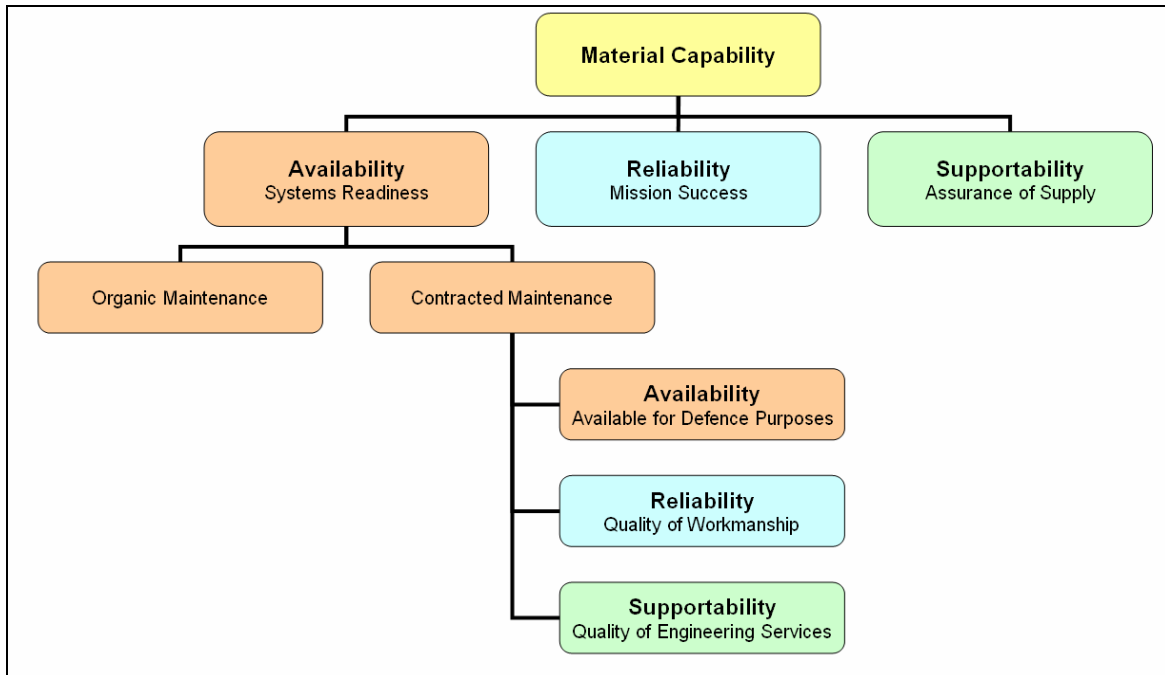 Material Capability
Availability
Systems Readiness
Reliability
Mission Success
Supportability
Assurance of Supply
Organic Maintenance
Contracted Maintenance
Availability
Available for Defence Purposes
Reliability
Quality of Workmanship
Supportability
Quality of Engineering Services